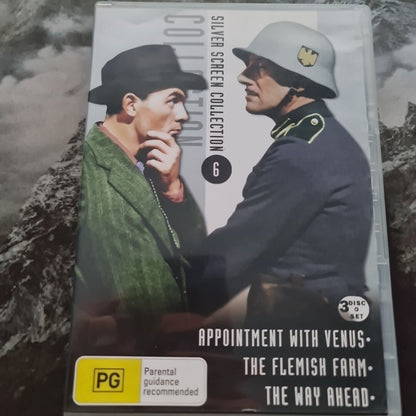 COLLECTION
SILVER SCREEN COLLECTION
6
3 DISC
SET
APPOINTMENT WITH VENUS•
THE FLEMISH FARM•
THE WAY AHEAD•
PG
Parental
guidance
recommended